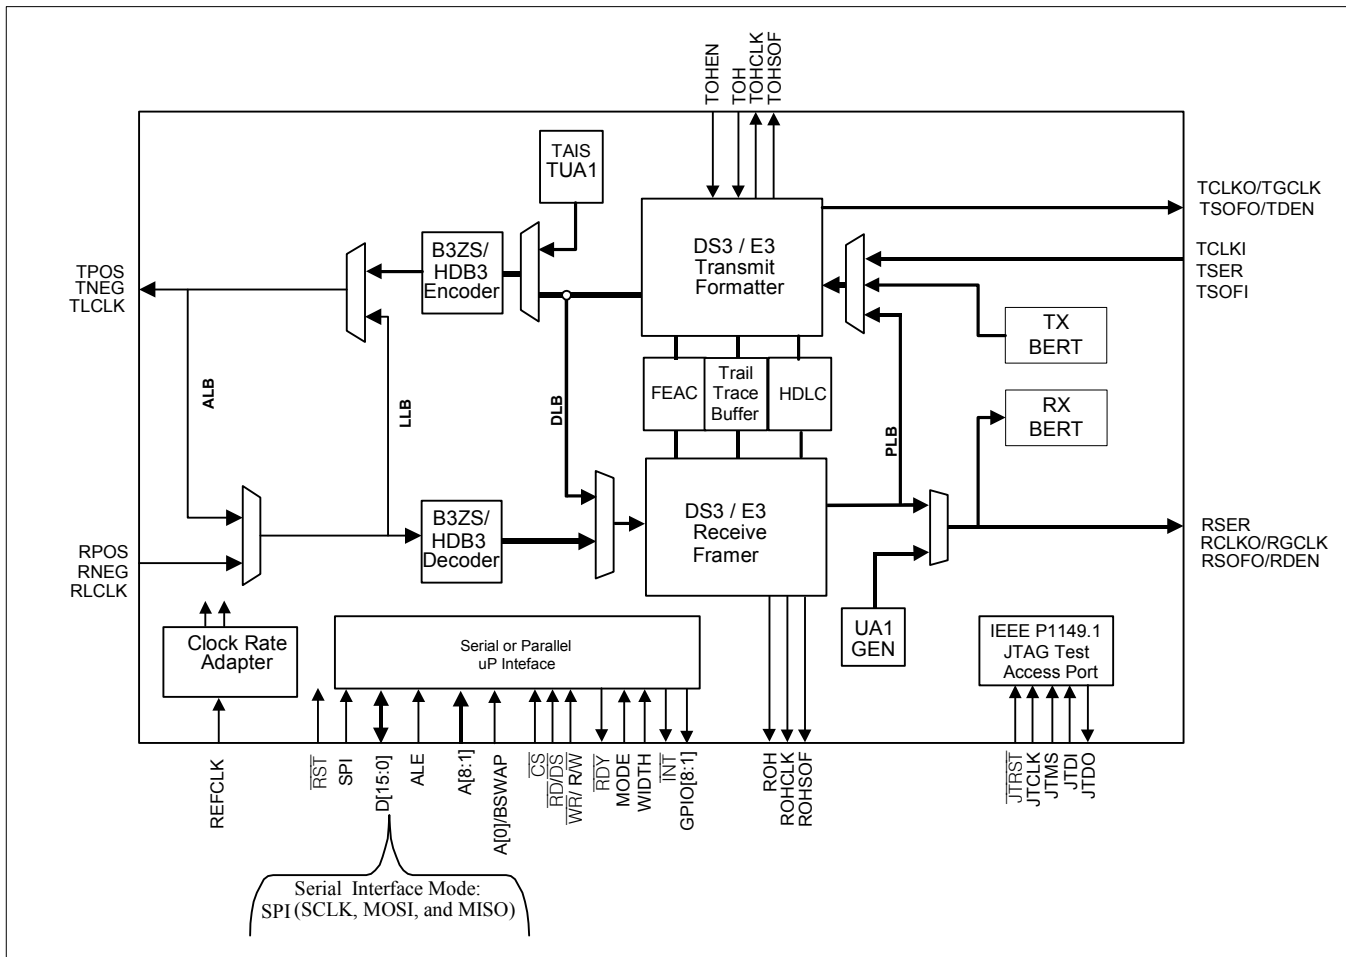 TOHEN
TOH
TOHCLK
TOHSOF
TAIS
TUA1
TCLKO/TGCLK
TSOFO/TDEN
B3ZS/
HDB3
Encoder
DS3 / E3
Transmit
Formatter
TCLKI
TSER
TSOFI
TPOS
TNEG
TLCLK
TX
BERT
ALB
LLB
DLB
FEAC
Trail
Trace
Buffer
HDLC
PLB
RX
BERT
B3ZS/
HDB3
Decoder
DS3 / E3
Receive
Framer
RSER
RCLKO/RGCLK
RSOFO/RDEN
RPOS
RNEG
RLCLK
Clock Rate
Adapter
Serial or Parallel
uP Inteface
UA1
GEN
IEEE P1149.1
JTAG Test
Access Port
REFCLK
RST
SPI
D[15:0]
ALE
A[8:1]
A[0]/BSWAP
CS
RD/DS
WR/ R/W
RDY
MODE
WIDTH
INT
GPIO[8:1]
ROH
ROHCLK
ROHSOF
JTRST
JTCLK
JTMS
JTDI
JTDO
Serial Interface Mode:
SPI (SCLK, MOSI, and MISO)